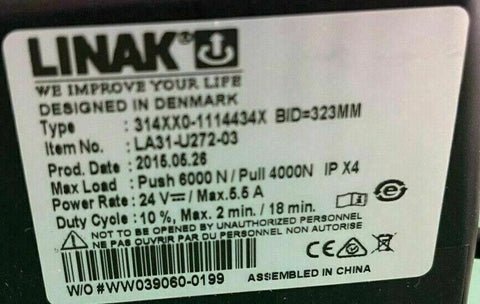 LINAK®
WE IMPROVE YOUR LIFE
DESIGNED IN DENMARK
Type : 314XX0-1114434X BID=323MM
Item No. : LA31-U272-03
Prod. Date : 2015.05.26
Max Load : Push 6000 N / Pull 4000N IP X4
Power Rate : 24 V⎓ / Max. 5.5 A
Duty Cycle : 10 %, Max. 2 min. / 18 min.
NOT TO BE OPENED BY UNAUTHORIZED PERSONNEL
NE PAS OUVRIR PAR DU PERSONNEL NON AUTORISE
W/O #WW039060-0199
CE
ASSEMBLED IN CHINA